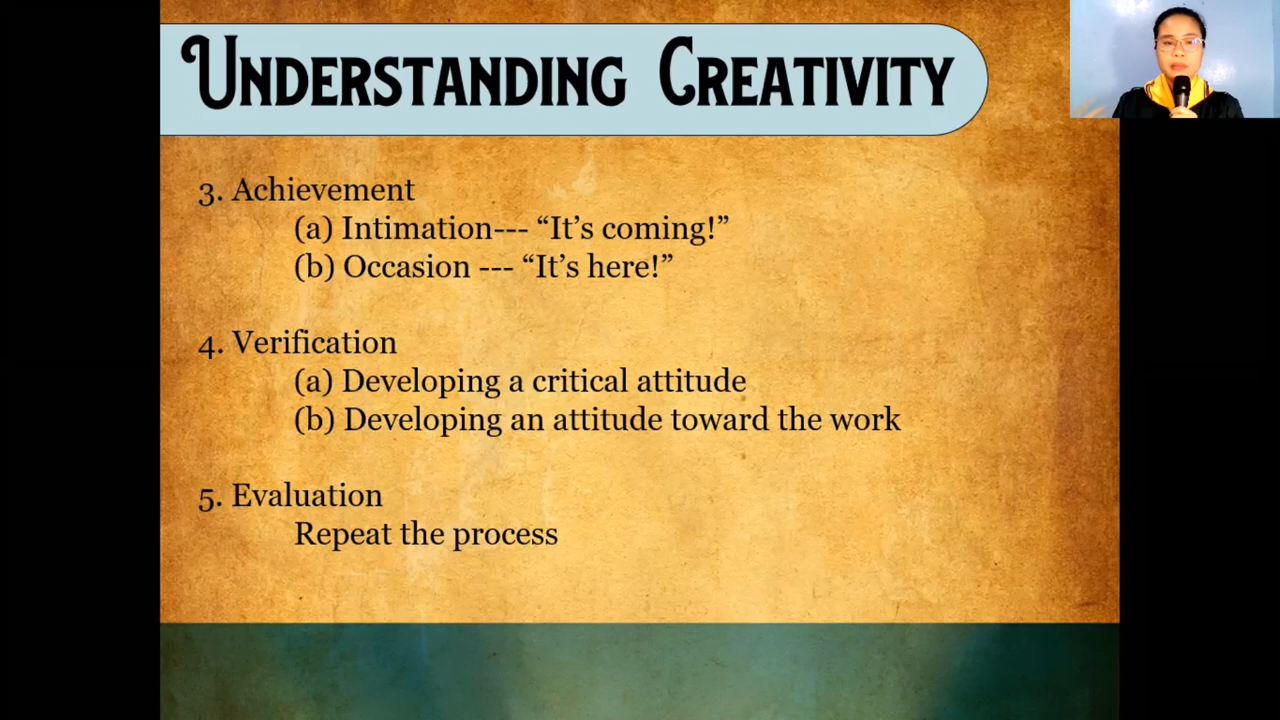 Understanding Creativity
3. Achievement
(a) Intimation--- “It’s coming!”
(b) Occasion --- “It’s here!”
4. Verification
(a) Developing a critical attitude
(b) Developing an attitude toward the work
5. Evaluation
Repeat the process